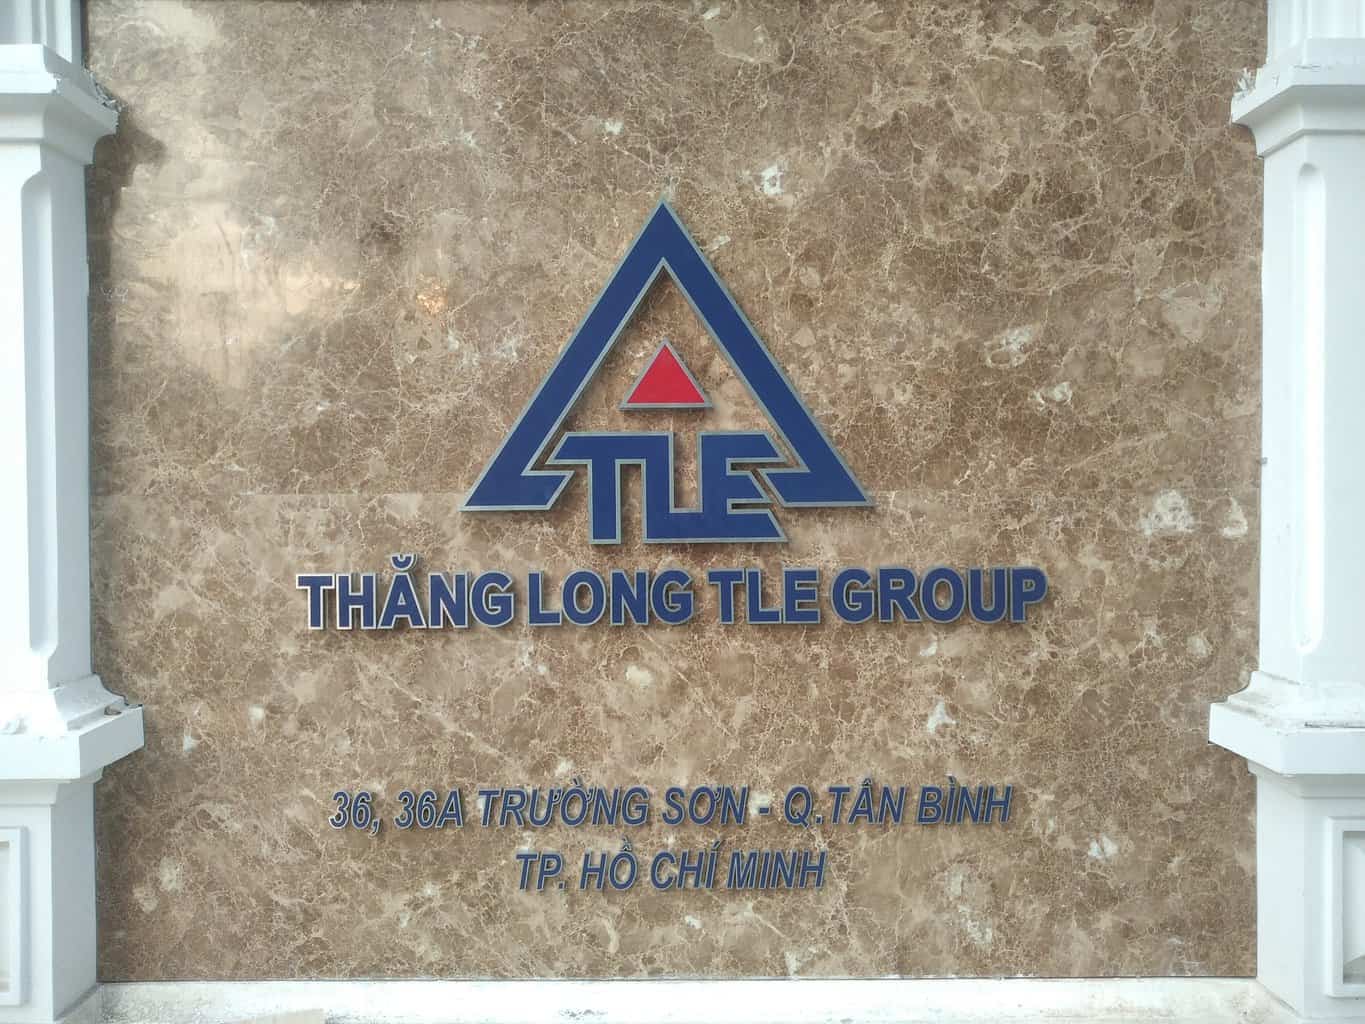 TLE
THĂNG LONG TLE GROUP
36, 36A TRƯỜNG SƠN - Q.TÂN BÌNH
TP. HỒ CHÍ MINH